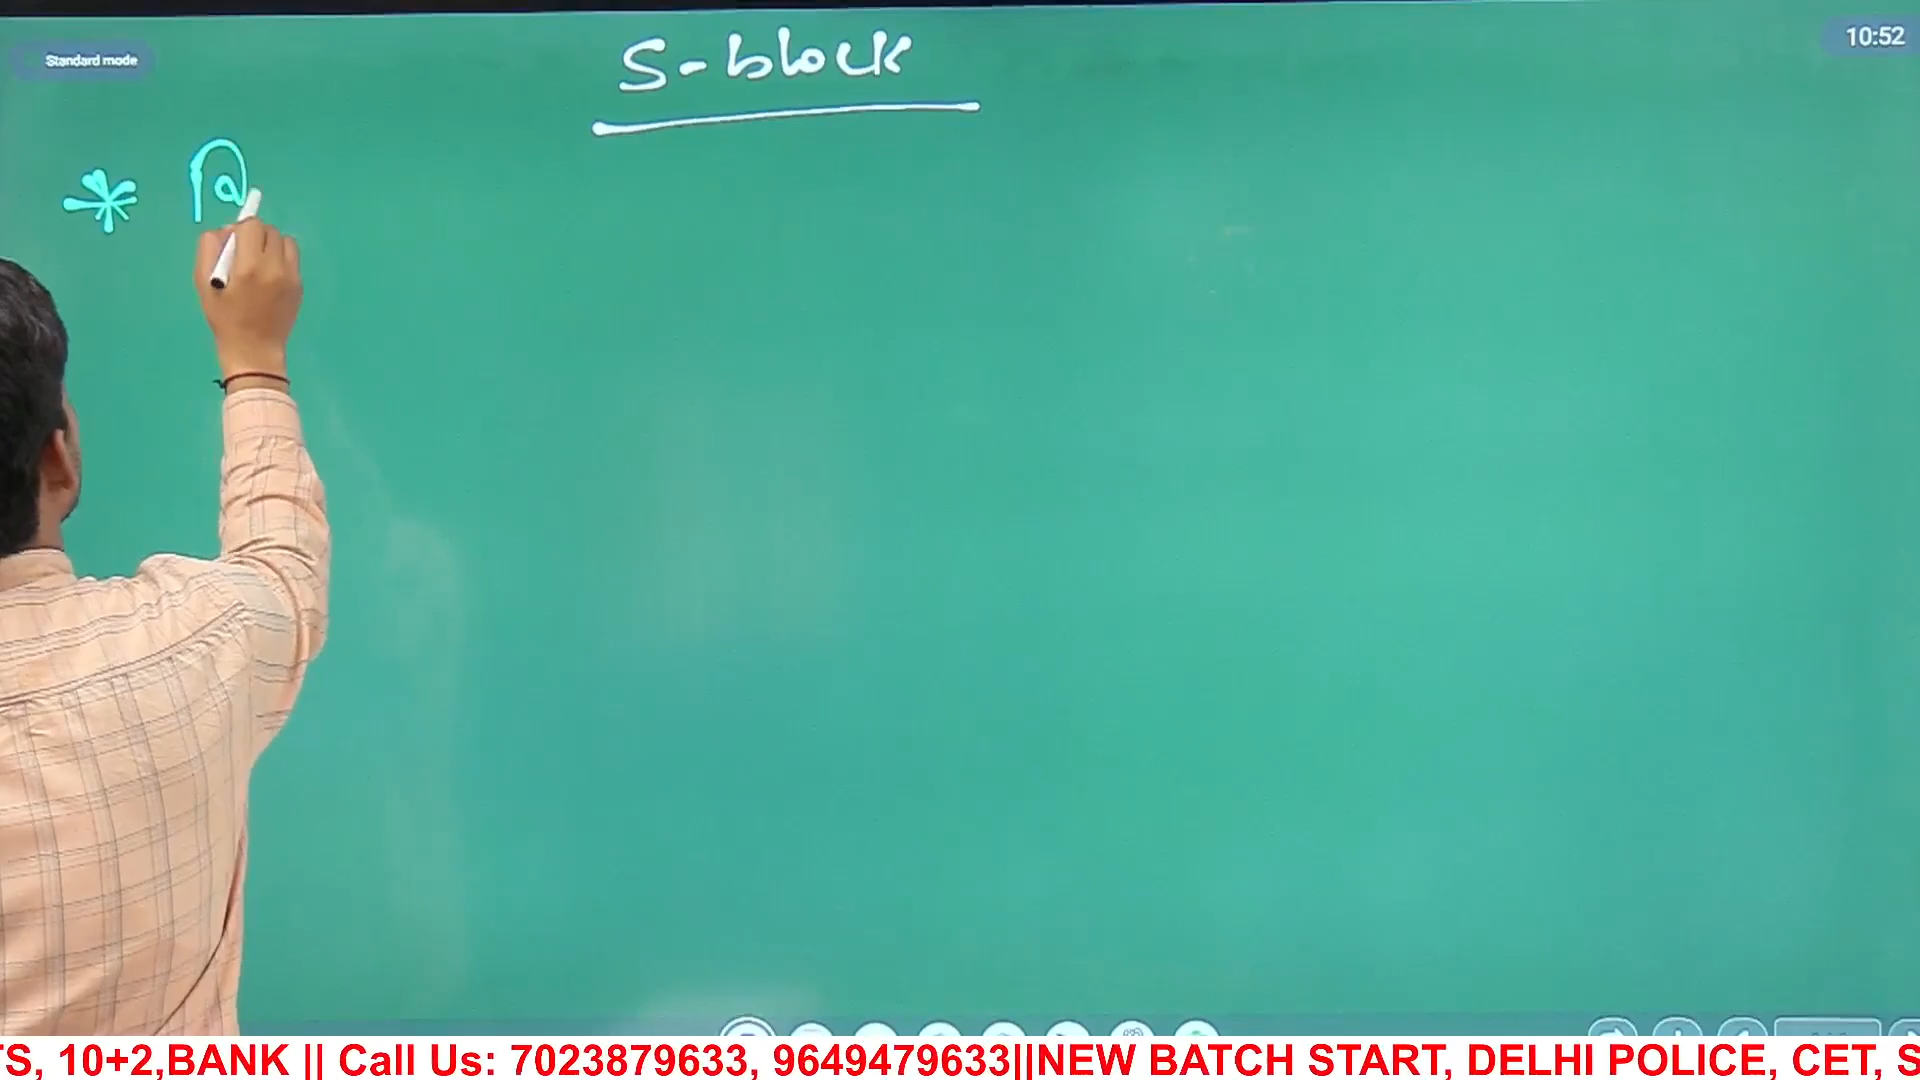 Standard mode
S-block
10:52
* वि
TS, 10+2,BANK || Call Us: 7023879633, 9649479633||NEW BATCH START, DELHI POLICE, CET, S